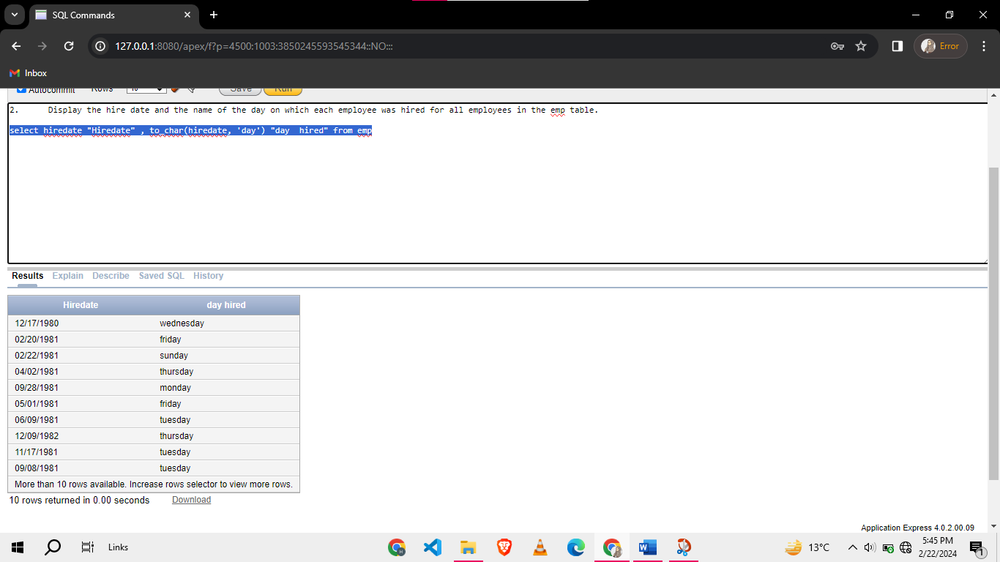 SQL Commands
127.0.0.1:8080/apex/f?p=4500:1003:3850245593545344::NO:::
Error
Inbox
Autocommit Rows 10 Save Run
2. Display the hire date and the name of the day on which each employee was hired for all employees in the emp table.
select hiredate "Hiredate" , to_char(hiredate, 'day') "day  hired" from emp
Results Explain Describe Saved SQL History
Hiredate day hired
12/17/1980 wednesday
02/20/1981 friday
02/22/1981 sunday
04/02/1981 thursday
09/28/1981 monday
05/01/1981 friday
06/09/1981 tuesday
12/09/1982 thursday
11/17/1981 tuesday
09/08/1981 tuesday
More than 10 rows available. Increase rows selector to view more rows.
10 rows returned in 0.00 seconds Download
Application Express 4.0.2.00.09
Links 13°C 5:45 PM
2/22/2024 1